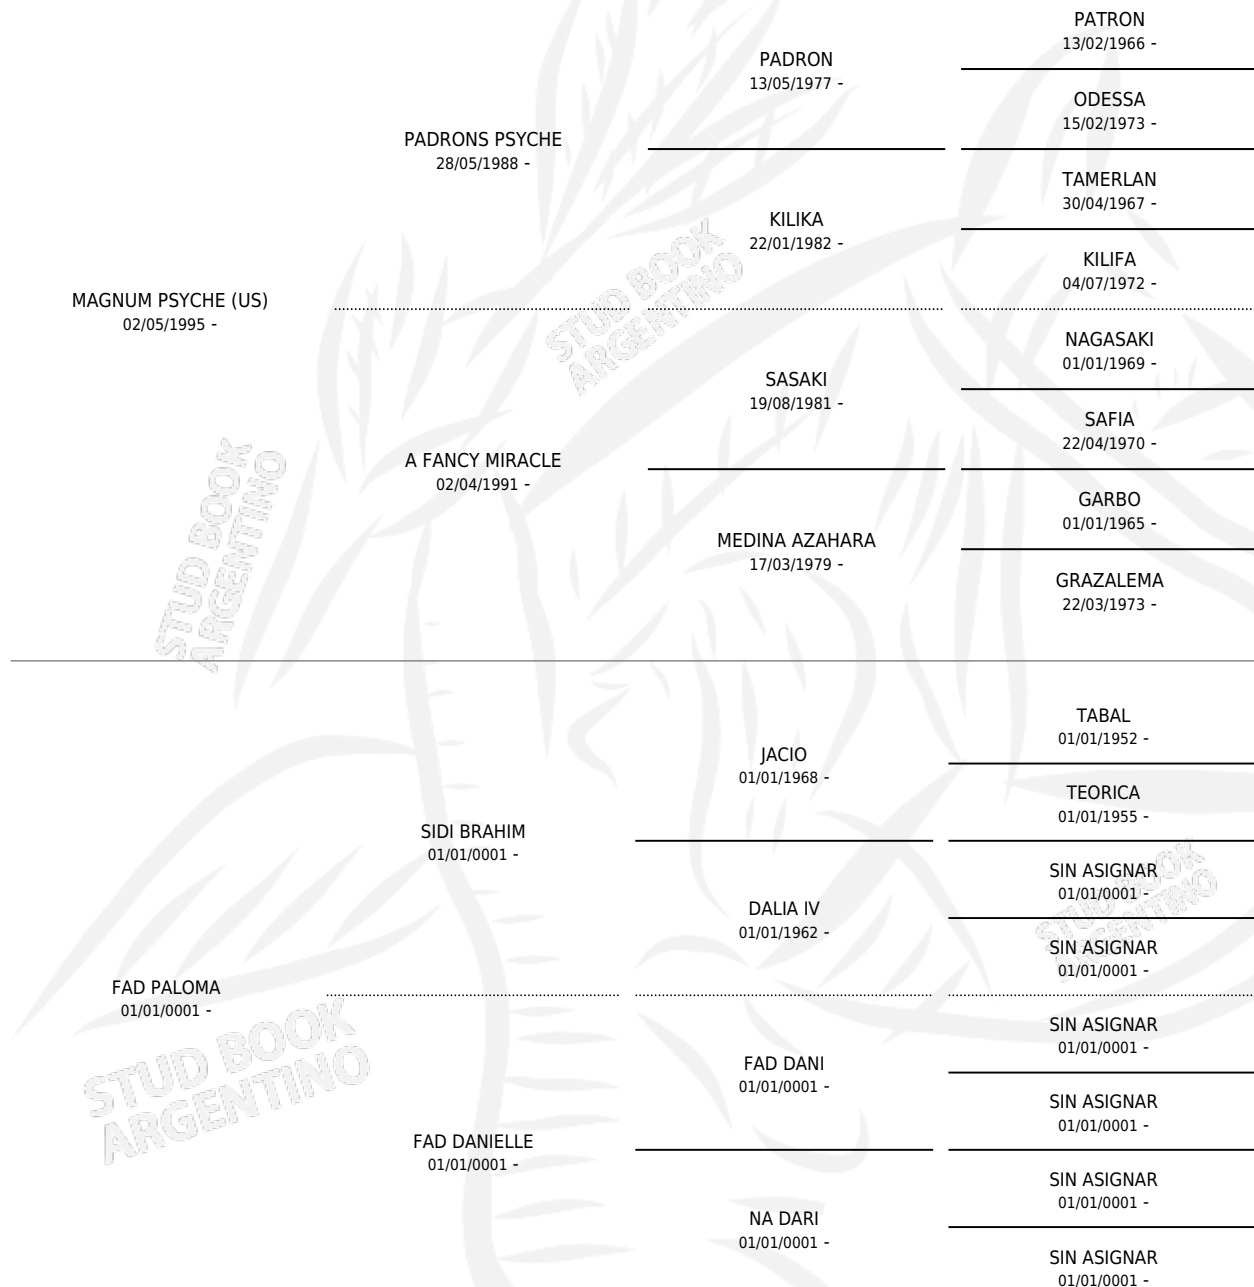 PATRON
13/02/1966 -
PADRON
13/05/1977 -
ODESSA
15/02/1973 -
PADRONS PSYCHE
28/05/1988 -
TAMERLAN
30/04/1967 -
KILIKA
22/01/1982 -
KILIFA
04/07/1972 -
MAGNUM PSYCHE (US)
02/05/1995 -
NAGASAKI
01/01/1969 -
SASAKI
19/08/1981 -
SAFIA
22/04/1970 -
A FANCY MIRACLE
02/04/1991 -
GARBO
01/01/1965 -
MEDINA AZAHARA
17/03/1979 -
GRAZALEMA
22/03/1973 -
TABAL
01/01/1952 -
JACIO
01/01/1968 -
TEORICA
01/01/1955 -
SIDI BRAHIM
01/01/0001 -
SIN ASIGNAR
01/01/0001 -
DALIA IV
01/01/1962 -
SIN ASIGNAR
01/01/0001 -
FAD PALOMA
01/01/0001 -
SIN ASIGNAR
01/01/0001 -
FAD DANI
01/01/0001 -
SIN ASIGNAR
01/01/0001 -
FAD DANIELLE
01/01/0001 -
SIN ASIGNAR
01/01/0001 -
NA DARI
01/01/0001 -
SIN ASIGNAR
01/01/0001 -
STUD BOOK
ARGENTINO
STUD BOOK
ARGENTINO
STUD BOOK
ARGENTINO
STUD BOOK
ARGENTINO